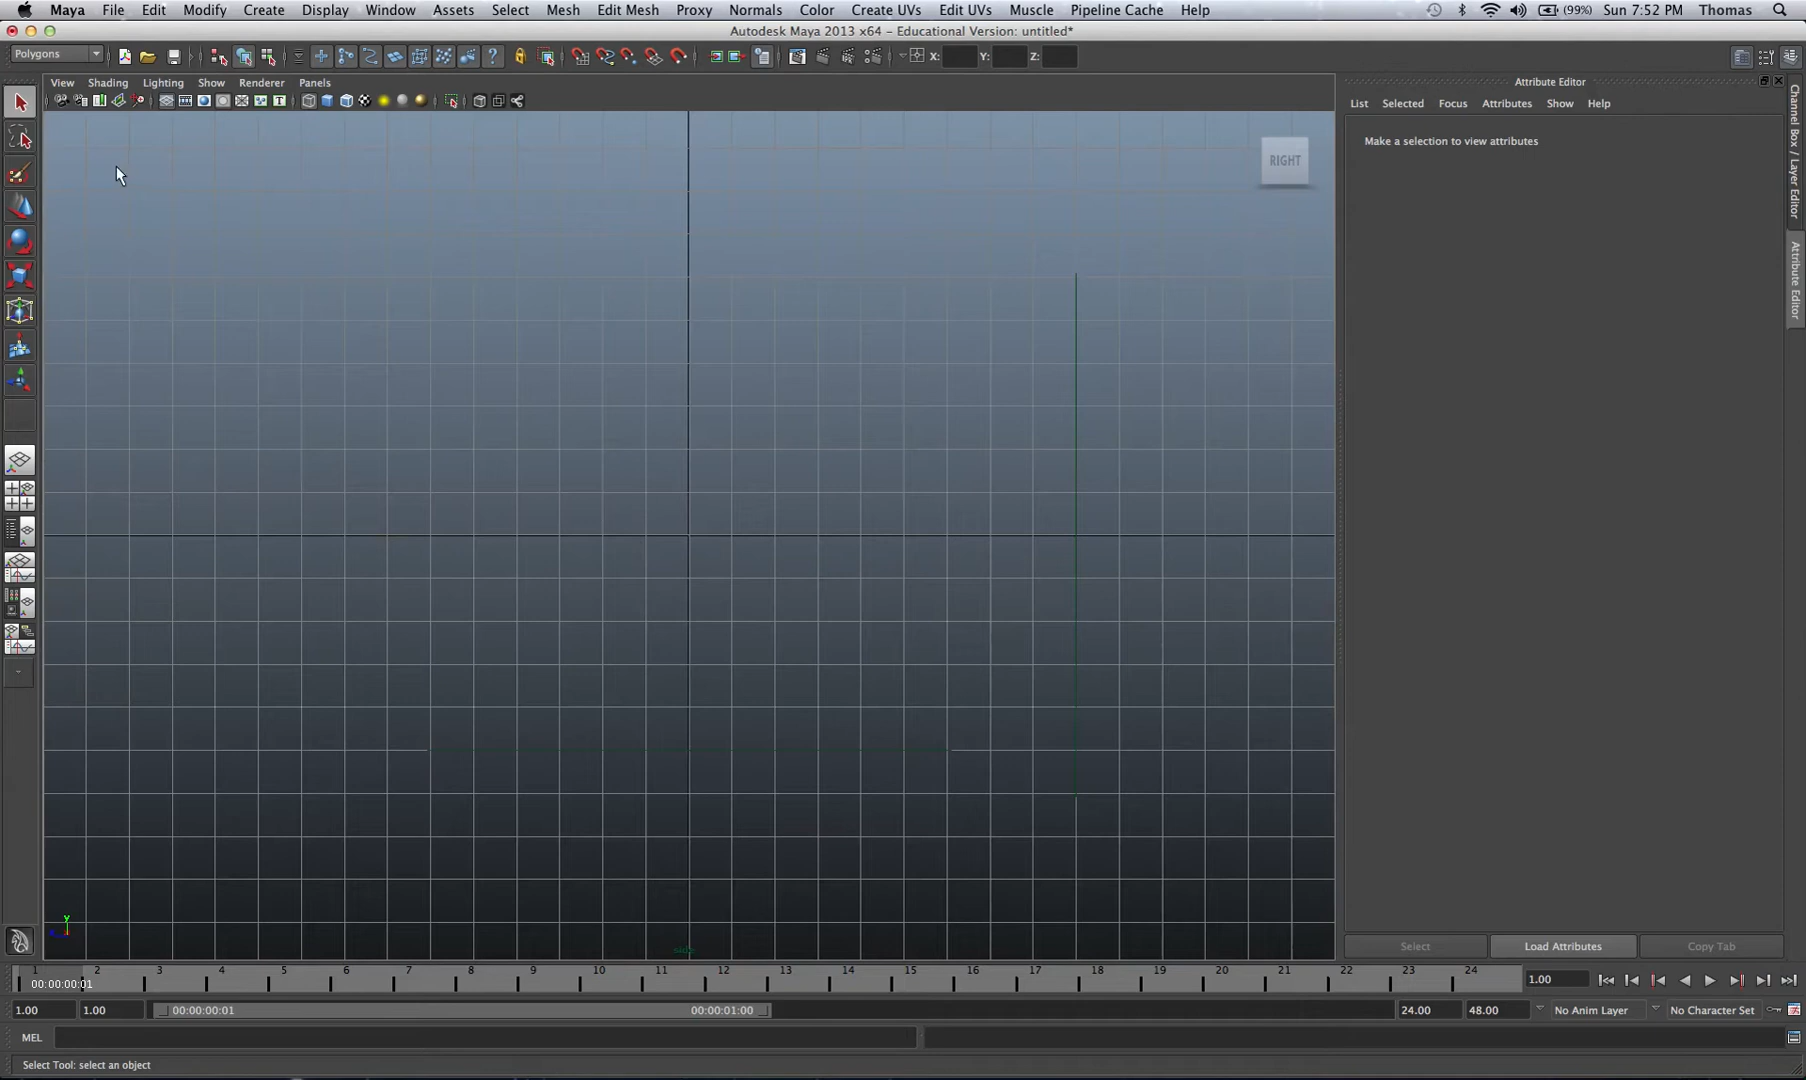 Maya File Edit Modify Create Display Window Assets Select Mesh Edit Mesh Proxy Normals Color Create UVs Edit UVs Muscle Pipeline Cache Help (99%) Sun 7:52 PM Thomas
Autodesk Maya 2013 x64 – Educational Version: untitled*
Polygons X: Y: Z:
View Shading Lighting Show Renderer Panels
Attribute Editor
List Selected Focus Attributes Show Help
Make a selection to view attributes
RIGHT
Channel Box / Layer Editor
Attribute Editor
y
side
Select Load Attributes Copy Tab
1 2 3 4 5 6 7 8 9 10 11 12 13 14 15 16 17 18 19 20 21 22 23 24
00:00:00:01 1.00
1.00 1.00 00:00:00:01 00:00:01:00 24.00 48.00 No Anim Layer No Character Set
MEL
Select Tool: select an object